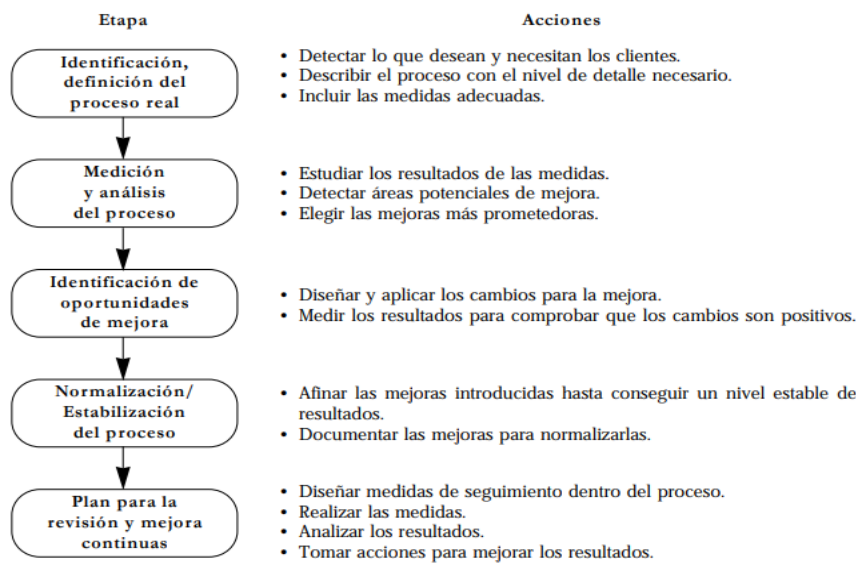 Etapa
Acciones
Identificación,
definición del
proceso real
• Detectar lo que desean y necesitan los clientes.
• Describir el proceso con el nivel de detalle necesario.
• Incluir las medidas adecuadas.
Medición
y análisis
del proceso
• Estudiar los resultados de las medidas.
• Detectar áreas potenciales de mejora.
• Elegir las mejoras más prometedoras.
Identificación de
oportunidades
de mejora
• Diseñar y aplicar los cambios para la mejora.
• Medir los resultados para comprobar que los cambios son positivos.
Normalización/
Estabilización
del proceso
• Afinar las mejoras introducidas hasta conseguir un nivel estable de
resultados.
• Documentar las mejoras para normalizarlas.
Plan para la
revisión y mejora
continuas
• Diseñar medidas de seguimiento dentro del proceso.
• Realizar las medidas.
• Analizar los resultados.
• Tomar acciones para mejorar los resultados.